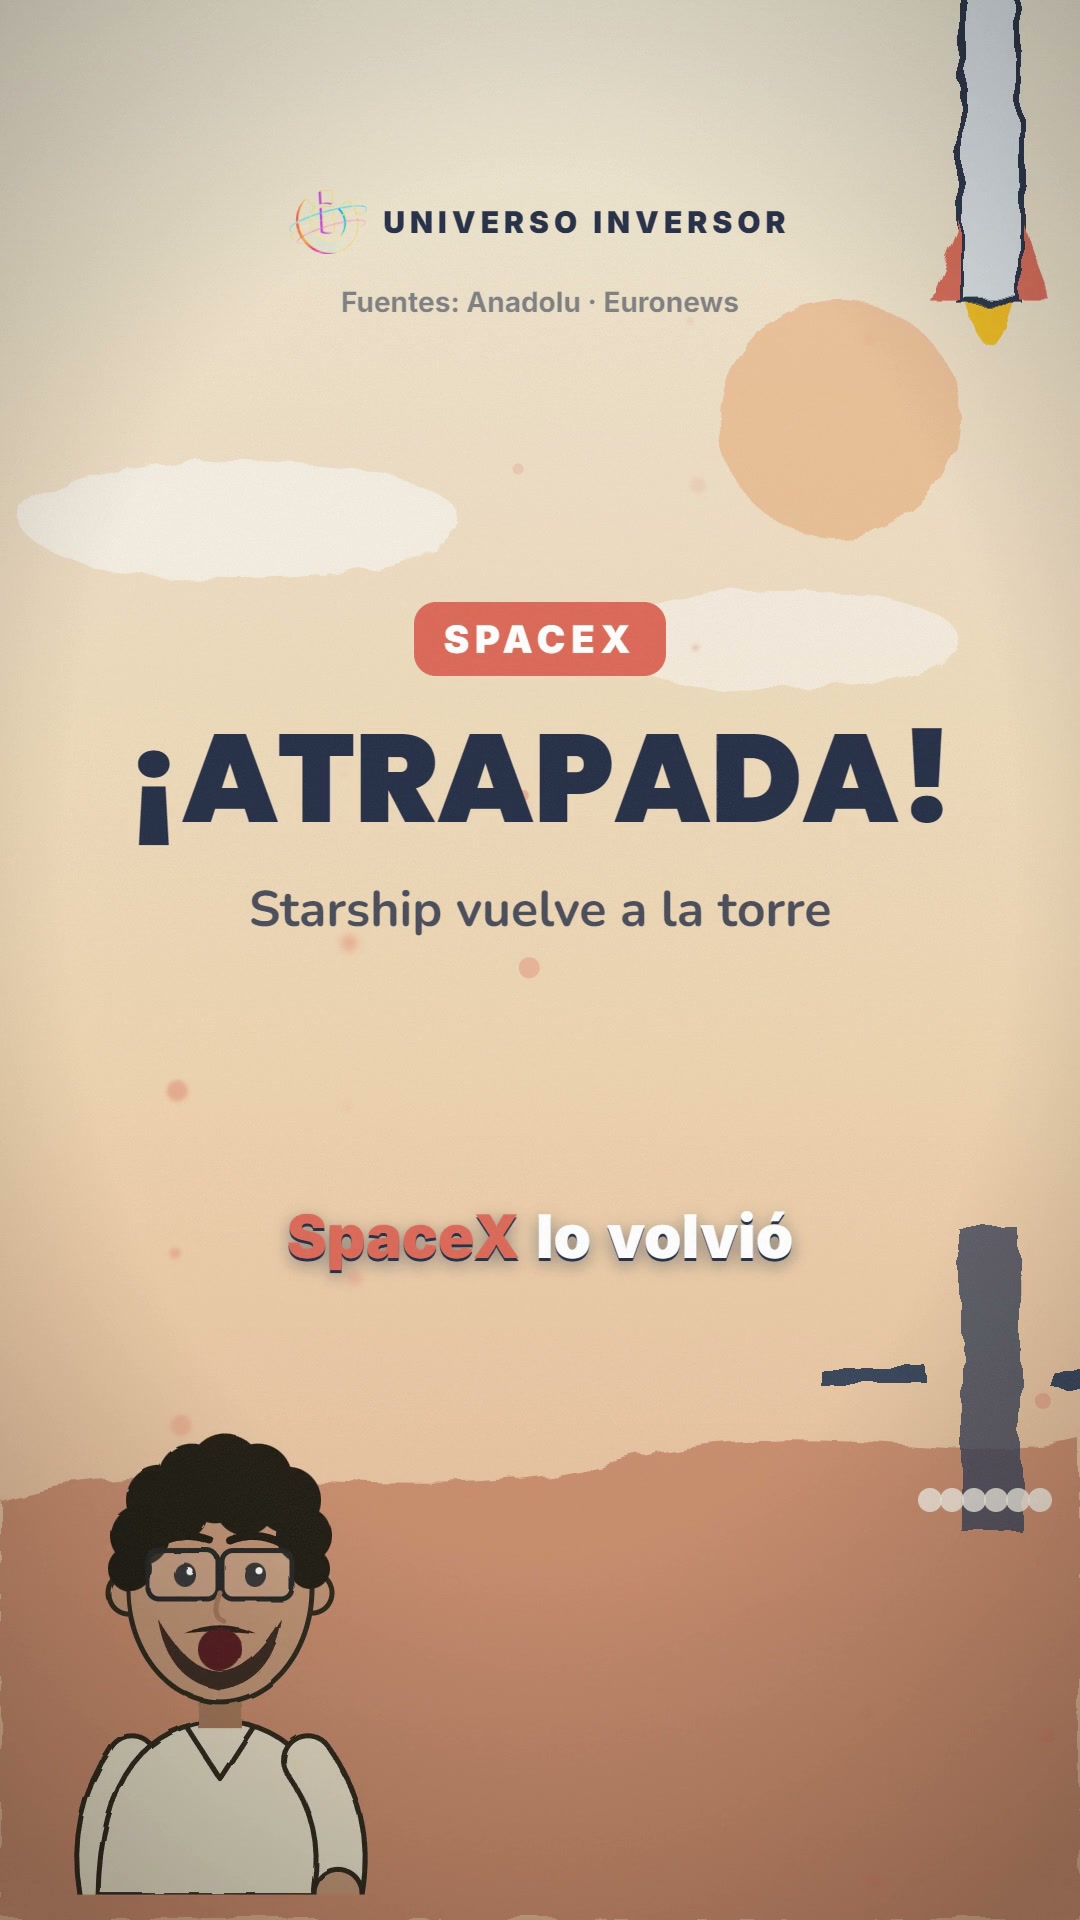 UNIVERSO INVERSOR
Fuentes: Anadolu · Euronews
SPACEX
¡ATRAPADA!
Starship vuelve a la torre
SpaceX lo volvió